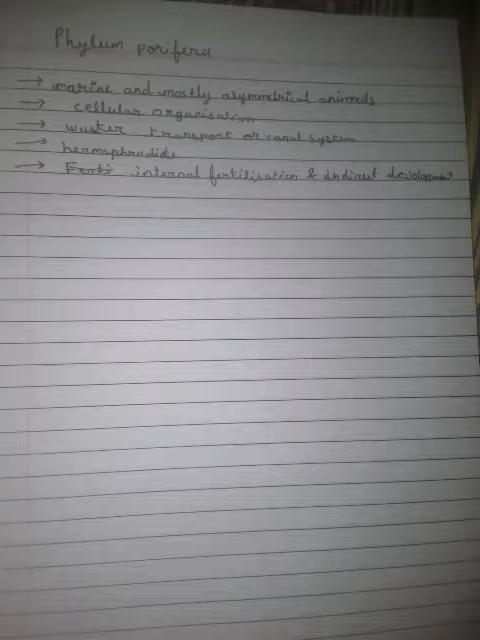 Phylum porifera
→ marine and mostly asymmetrical animals
→ cellular organisation
→ water transport or canal system
→ hermaphradide
→ Ferti internal fertilisation & indirect development